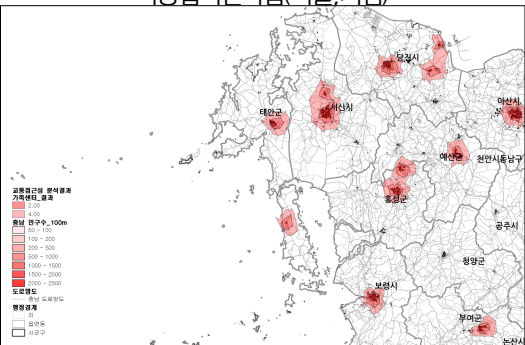 당진시
아산시
태안군
서산시
예산군
천안시동남구
홍성군
공주시
청양군
보령시
부여군
논산시
교통접근성 분석결과
가족센터_결과
2.00
4.00
충남 인구수_100m
50 - 100
100 - 200
200 - 500
500 - 1000
1000 - 1500
1500 - 2000
2000 - 2500
도로망도
충남 도로망도
행정경계
리
읍면동
시군구